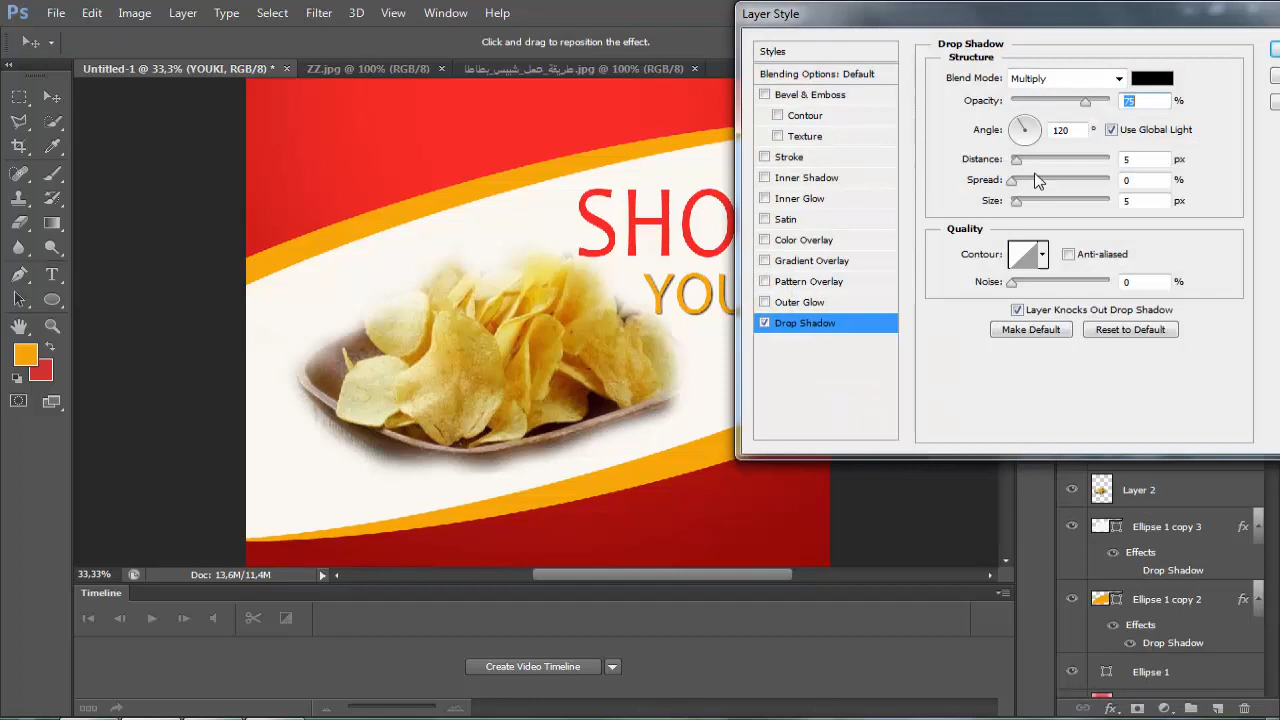 Ps File Edit Image Layer Type Select Filter 3D View Window Help
Layer Style
Click and drag to reposition the effect.
Untitled-1 @ 33,3% (YOUKI, RGB/8) ×
ZZ.jpg @ 100% (RGB/8) ×
طريقة_عمل_شيبس_بطاطا.jpg @ 100% (RGB/8) ×
SHO
YOU
Styles
Blending Options: Default
Bevel & Emboss
Contour
Texture
Stroke
Inner Shadow
Inner Glow
Satin
Color Overlay
Gradient Overlay
Pattern Overlay
Outer Glow
Drop Shadow
Drop Shadow
Structure
Blend Mode: Multiply
Opacity: 75 %
Angle: 120 ° Use Global Light
Distance: 5 px
Spread: 0 %
Size: 5 px
Quality
Contour: Anti-aliased
Noise: 0 %
Layer Knocks Out Drop Shadow
Make Default Reset to Default
Layer 2
Ellipse 1 copy 3 fx
Effects
Drop Shadow
Ellipse 1 copy 2 fx
Effects
Drop Shadow
Ellipse 1
fx
33,33% Doc: 13,6M/11,4M
Timeline
Create Video Timeline